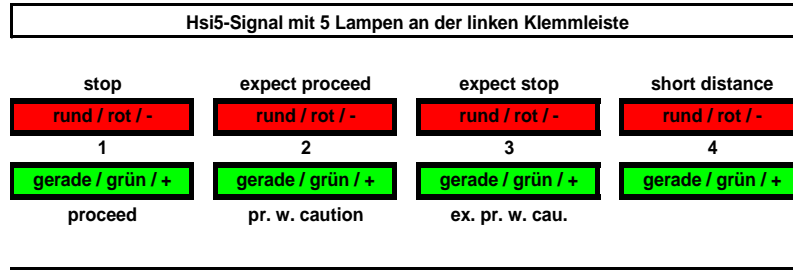 Hsi5-Signal mit 5 Lampen an der linken Klemmleiste
stop expect proceed expect stop short distance
rund / rot / - rund / rot / - rund / rot / - rund / rot / -
1 2 3 4
gerade / grün / + gerade / grün / + gerade / grün / + gerade / grün / +
proceed pr. w. caution ex. pr. w. cau.